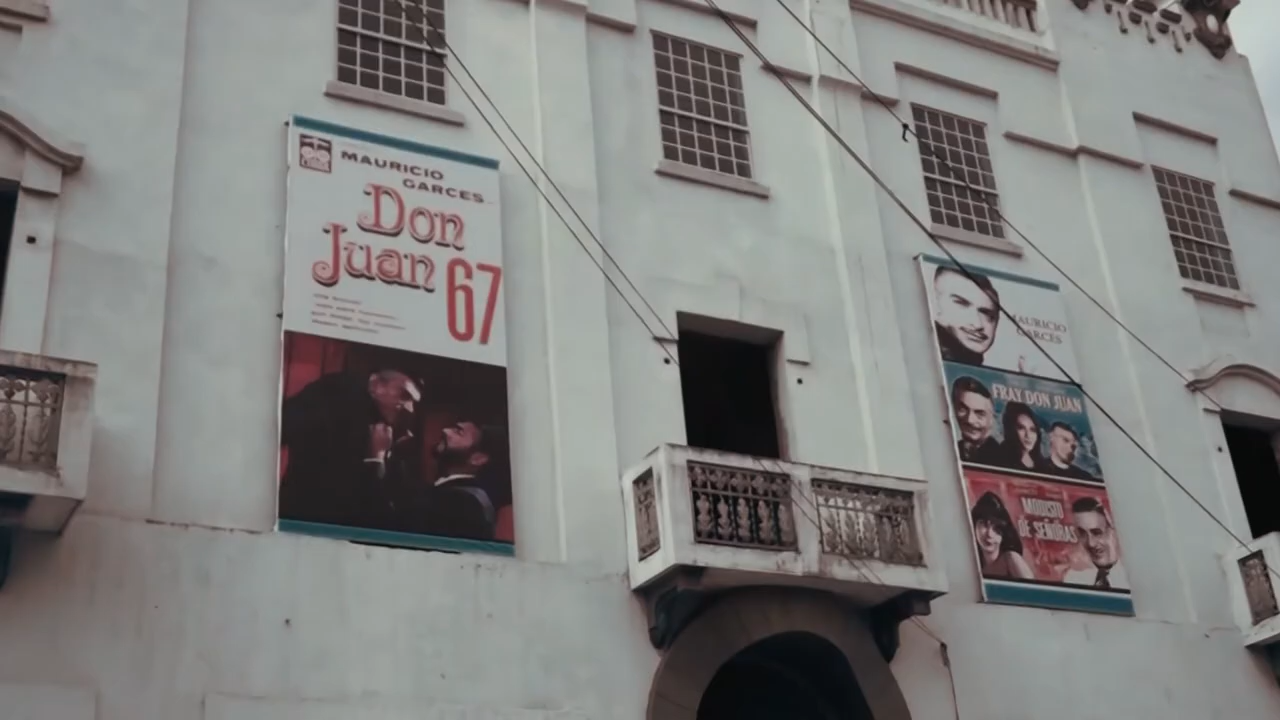 MAURICIO
GARCES
Don
Juan 67
MAURICIO
GARCES
FRAY DON JUAN
MODISTO
DE SEÑORAS